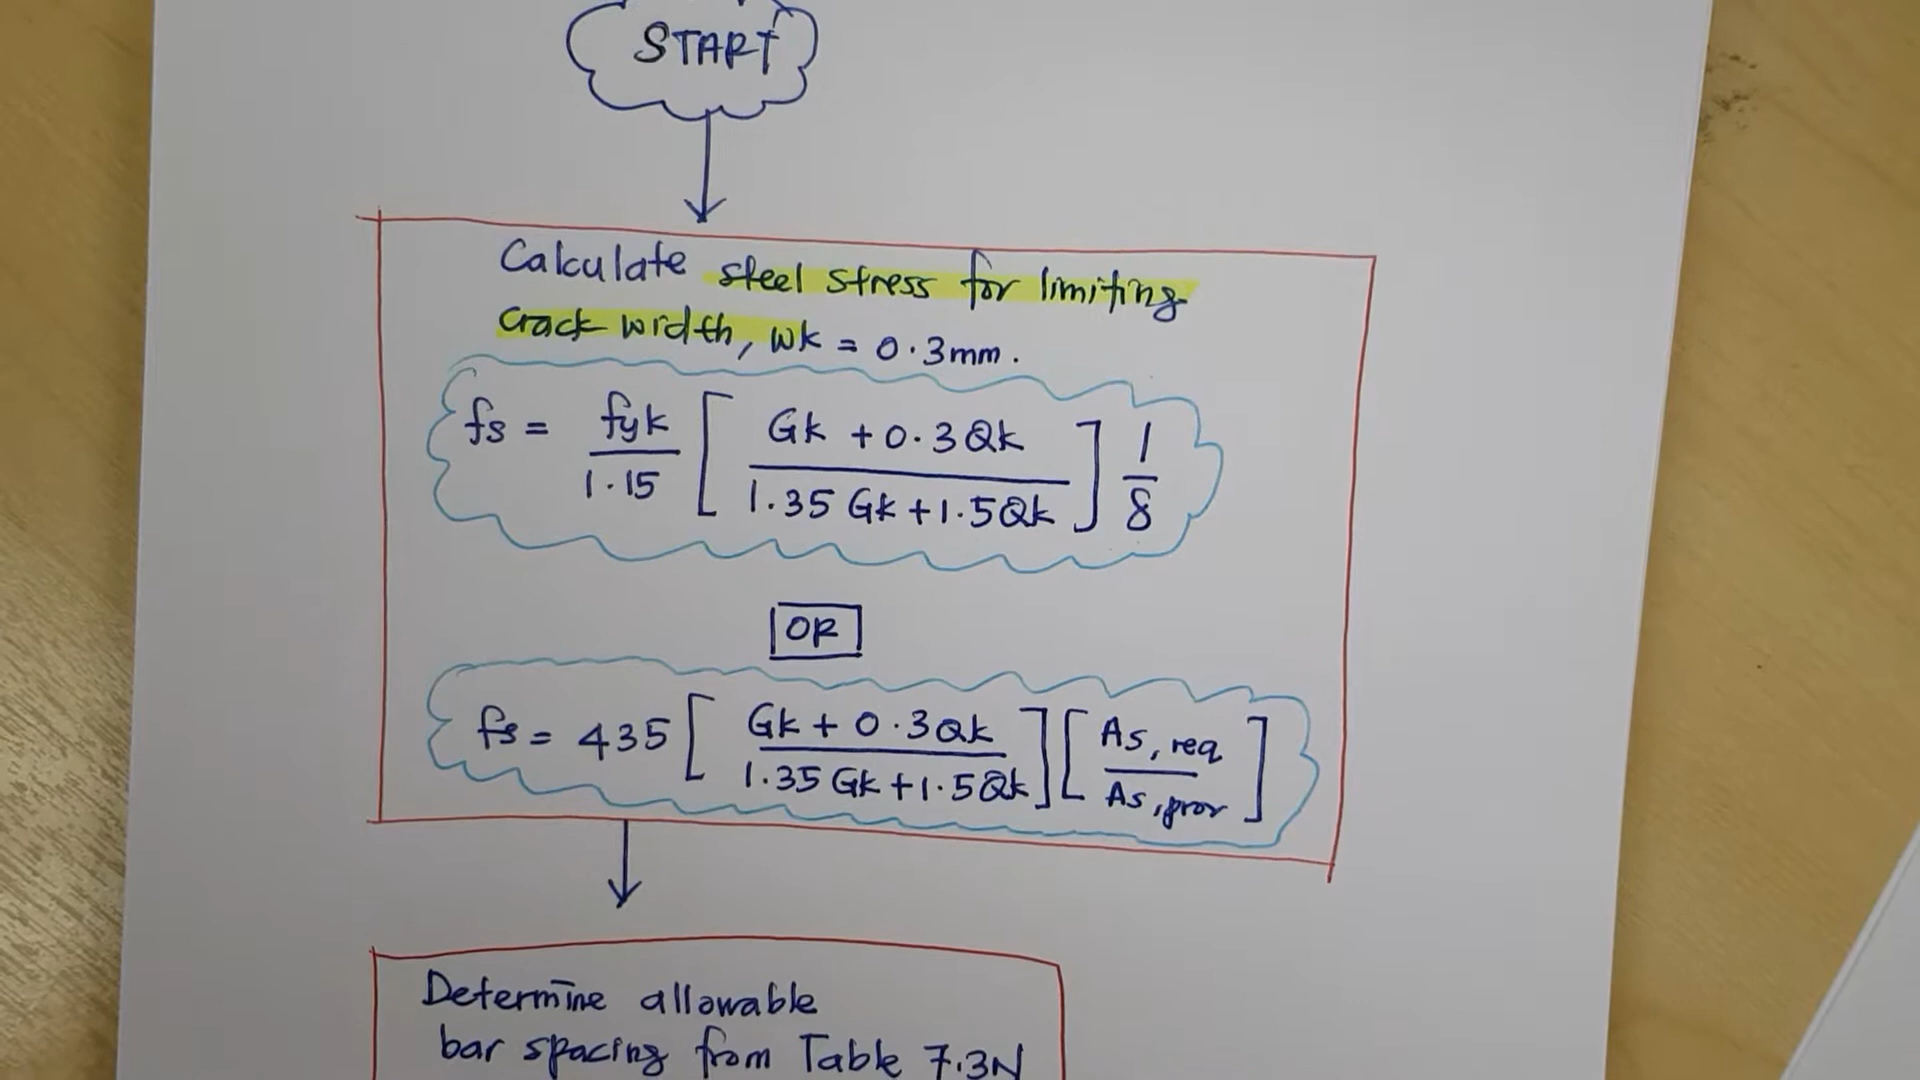 START
Calculate steel stress for limiting
crack width, wk = 0.3mm.
fs = fyk/1.15 [ Gk + 0.3Qk / 1.35 Gk + 1.5Qk ] 1/8
OR
fs = 435 [ Gk + 0.3Qk / 1.35 Gk + 1.5Qk ] [ As, req / As, prov ]
Determine allowable
bar spacing from Table 7.3N